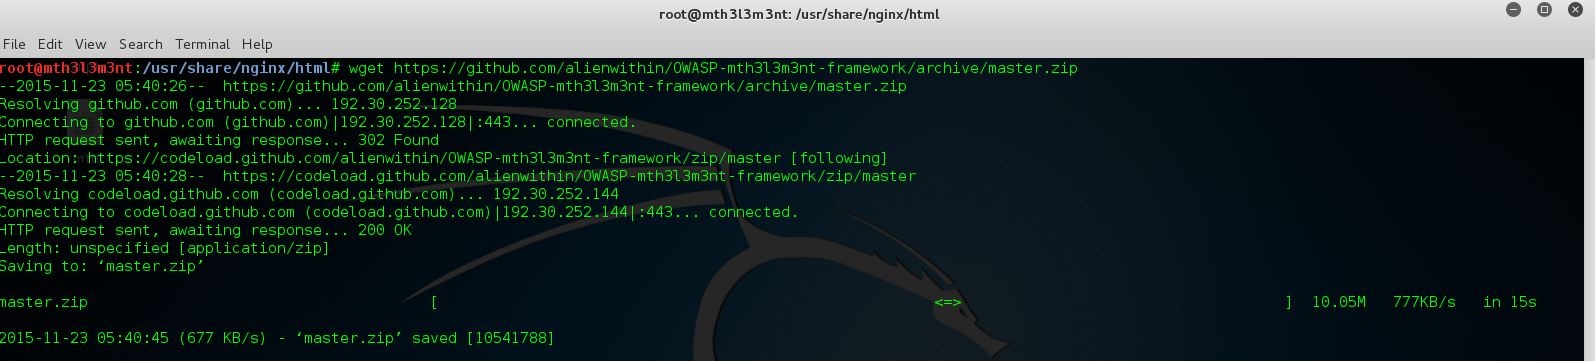 root@mth3l3m3nt: /usr/share/nginx/html
File Edit View Search Terminal Help
root@mth3l3m3nt:/usr/share/nginx/html# wget https://github.com/alienwithin/OWASP-mth3l3m3nt-framework/archive/master.zip
--2015-11-23 05:40:26--  https://github.com/alienwithin/OWASP-mth3l3m3nt-framework/archive/master.zip
Resolving github.com (github.com)... 192.30.252.128
Connecting to github.com (github.com)|192.30.252.128|:443... connected.
HTTP request sent, awaiting response... 302 Found
Location: https://codeload.github.com/alienwithin/OWASP-mth3l3m3nt-framework/zip/master [following]
--2015-11-23 05:40:28--  https://codeload.github.com/alienwithin/OWASP-mth3l3m3nt-framework/zip/master
Resolving codeload.github.com (codeload.github.com)... 192.30.252.144
Connecting to codeload.github.com (codeload.github.com)|192.30.252.144|:443... connected.
HTTP request sent, awaiting response... 200 OK
Length: unspecified [application/zip]
Saving to: ‘master.zip’
master.zip [ <=> ] 10.05M 777KB/s in 15s
2015-11-23 05:40:45 (677 KB/s) - ‘master.zip’ saved [10541788]